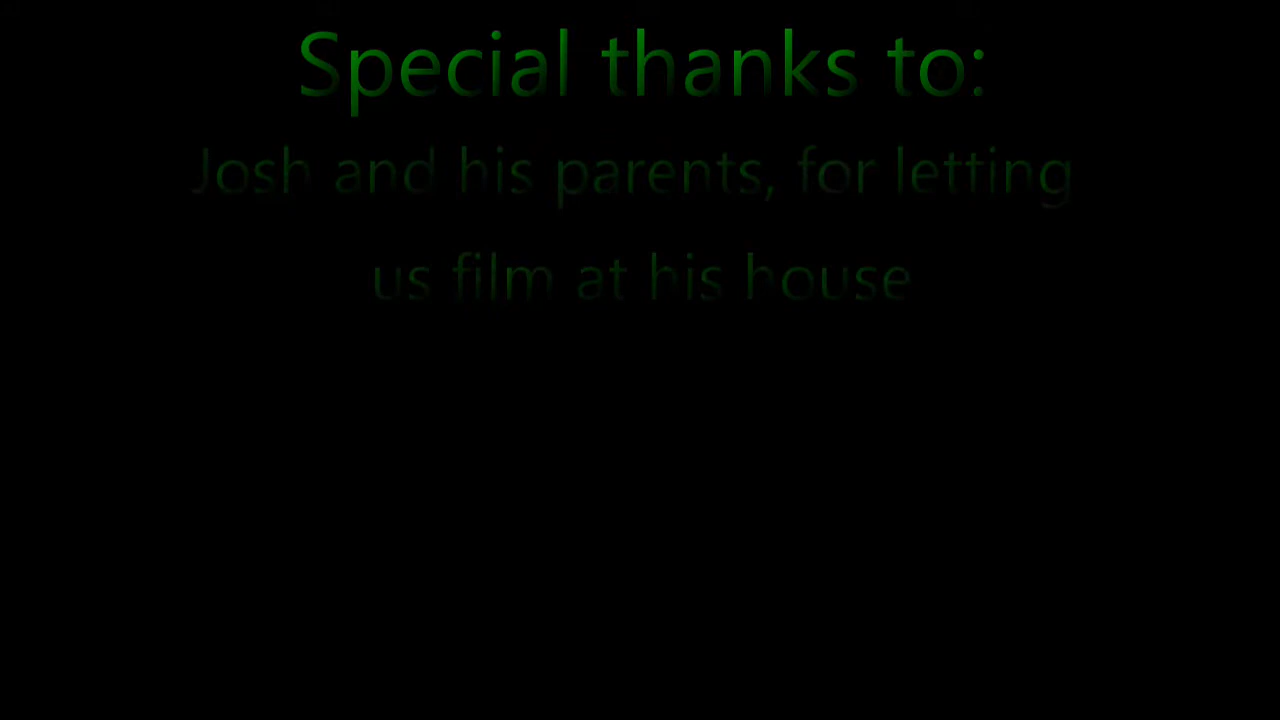 Special thanks to:
Josh and his parents, for letting
us film at his house